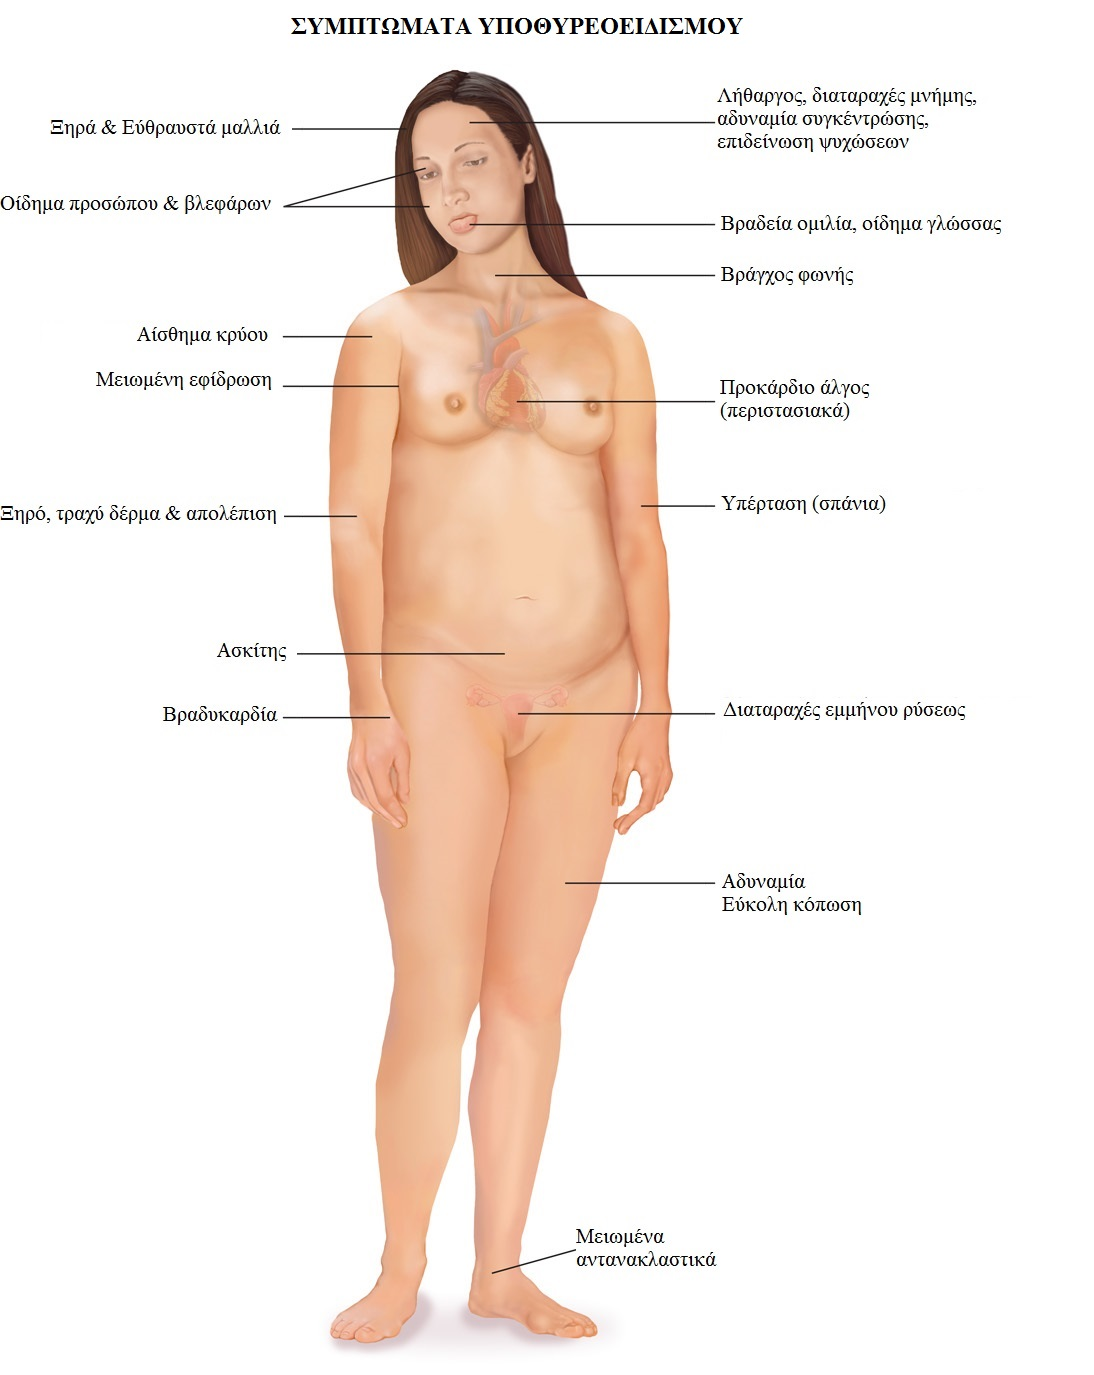 ΣΥΜΠΤΩΜΑΤΑ ΥΠΟΘΥΡΕΟΕΙΔΙΣΜΟΥ
Ξηρά & Εύθραυστά μαλλιά
Οίδημα προσώπου & βλεφάρων
Αίσθημα κρύου
Μειωμένη εφίδρωση
Ξηρό, τραχύ δέρμα & απολέπιση
Ασκίτης
Βραδυκαρδία
Λήθαργος, διαταραχές μνήμης,
αδυναμία συγκέντρώσης,
επιδείνωση ψυχώσεων
Βραδεία ομιλία, οίδημα γλώσσας
Βράγχος φωνής
Προκάρδιο άλγος
(περιστασιακά)
Υπέρταση (σπάνια)
Διαταραχές εμμήνου ρύσεως
Αδυναμία
Εύκολη κόπωση
Μειωμένα
αντανακλαστικά